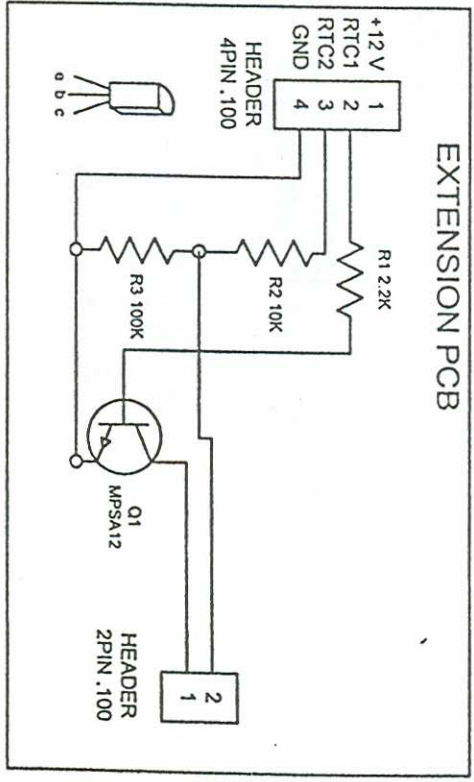 EXTENSION PCB
+12 V
RTC1
RTC2
GND
1
2
3
4
HEADER
4PIN .100
R1 2.2K
R2 10K
R3 100K
a b c
Q1
MPSA12
2
1
HEADER
2PIN .100